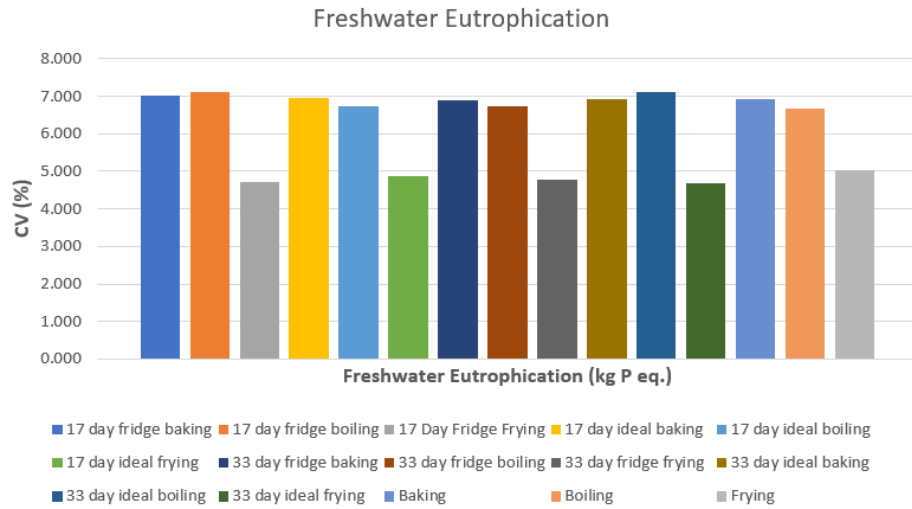 Freshwater Eutrophication
8.000
7.000
6.000
5.000
4.000
3.000
2.000
1.000
0.000
CV (%)
Freshwater Eutrophication (kg P eq.)
17 day fridge baking 17 day fridge boiling 17 Day Fridge Frying 17 day ideal baking 17 day ideal boiling
17 day ideal frying 33 day fridge baking 33 day fridge boiling 33 day fridge frying 33 day ideal baking
33 day ideal boiling 33 day ideal frying Baking Boiling Frying